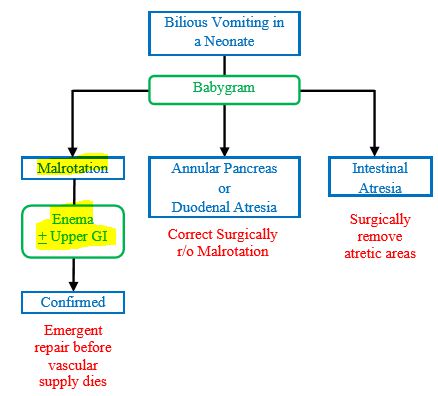 Bilious Vomiting in
a Neonate
Babygram
Malrotation
Enema
+ Upper GI
Confirmed
Emergent
repair before
vascular
supply dies
Annular Pancreas
or
Duodenal Atresia
Correct Surgically
r/o Malrotation
Intestinal
Atresia
Surgically
remove
atretic areas